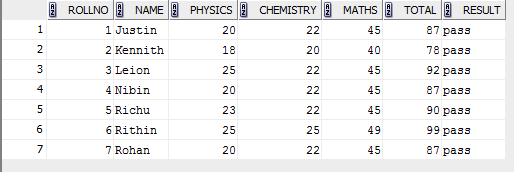 ROLLNO NAME PHYSICS CHEMISTRY MATHS TOTAL RESULT
1 1 Justin 20 22 45 87 pass
2 2 Kennith 18 20 40 78 pass
3 3 Leion 25 22 45 92 pass
4 4 Nibin 20 22 45 87 pass
5 5 Richu 23 22 45 90 pass
6 6 Rithin 25 25 49 99 pass
7 7 Rohan 20 22 45 87 pass